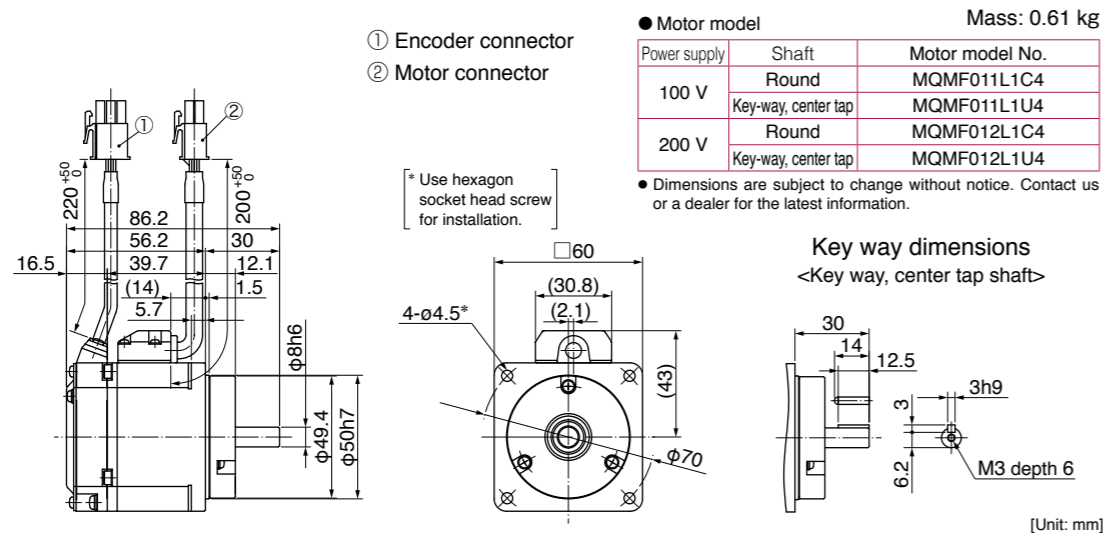 ① Encoder connector
② Motor connector
● Motor model
Mass: 0.61 kg
Power supply Shaft Motor model No.
100 V Round MQMF011L1C4
Key-way, center tap MQMF011L1U4
200 V Round MQMF012L1C4
Key-way, center tap MQMF012L1U4
● Dimensions are subject to change without notice. Contact us
or a dealer for the latest information.
①
②
220 +50 0
200 +50 0
86.2
56.2 30
16.5 39.7 12.1
(14) 1.5
5.7
ϕ8h6
ϕ49.4
ϕ50h7
* Use hexagon
socket head screw
for installation.
□60
(30.8)
(2.1)
4-ø4.5*
(43)
ϕ70
Key way dimensions
<Key way, center tap shaft>
30
14
12.5
3h9
3
6.2
M3 depth 6
[Unit: mm]